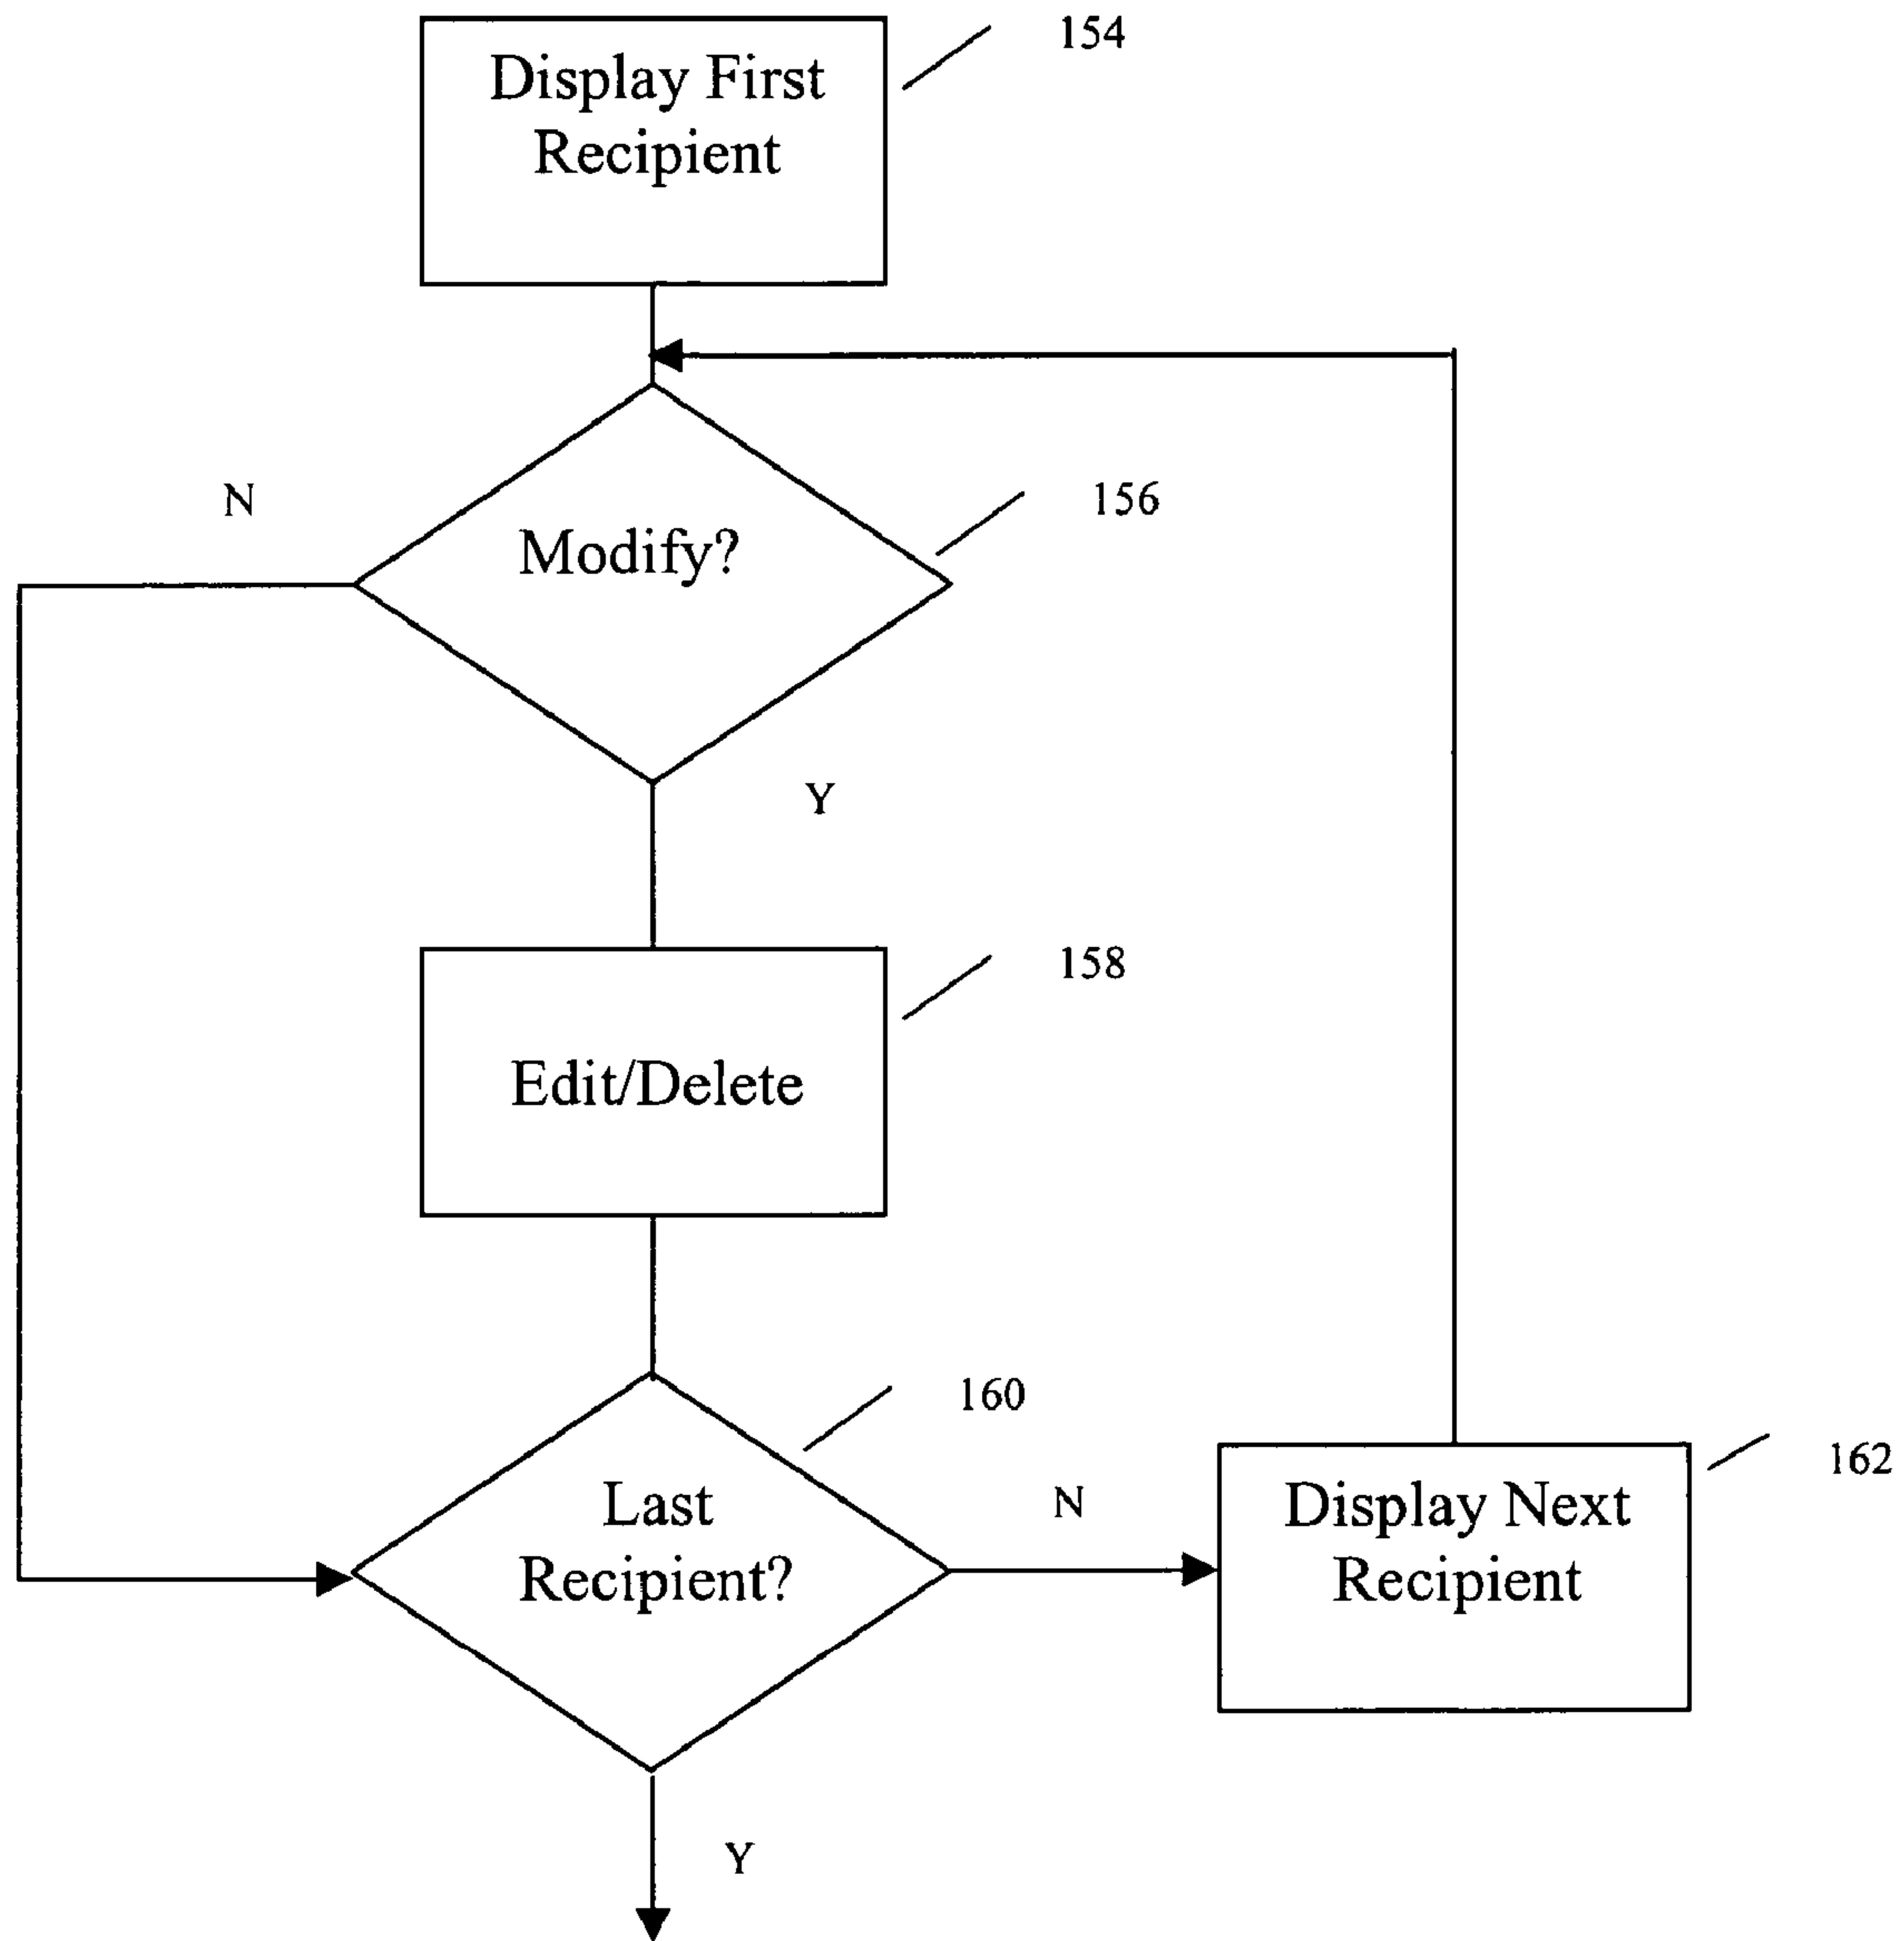 Display First
Recipient
154
N
Modify?
156
Y
158
Edit/Delete
160
Last
Recipient?
N
Display Next
Recipient
162
Y